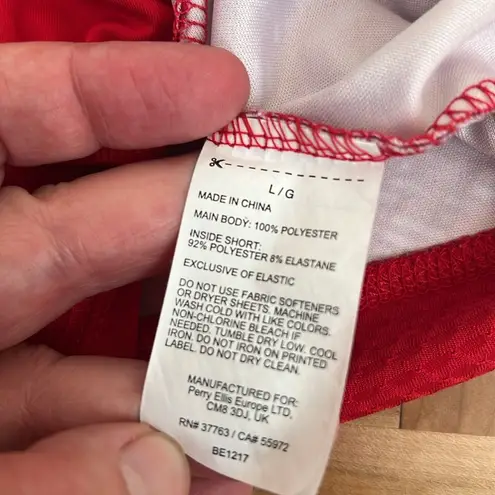 L / G
MADE IN CHINA
MAIN BODY: 100% POLYESTER
INSIDE SHORT:
92% POLYESTER 8% ELASTANE
EXCLUSIVE OF ELASTIC
DO NOT USE FABRIC SOFTENERS
OR DRYER SHEETS. MACHINE
WASH COLD WITH LIKE COLORS.
NON-CHLORINE BLEACH IF
NEEDED. TUMBLE DRY LOW. COOL
IRON. DO NOT IRON ON PRINTED
LABEL. DO NOT DRY CLEAN.
MANUFACTURED FOR:
Perry Ellis Europe LTD.
CM8 3DJ, UK
RN# 37763 / CA# 55972
BE1217